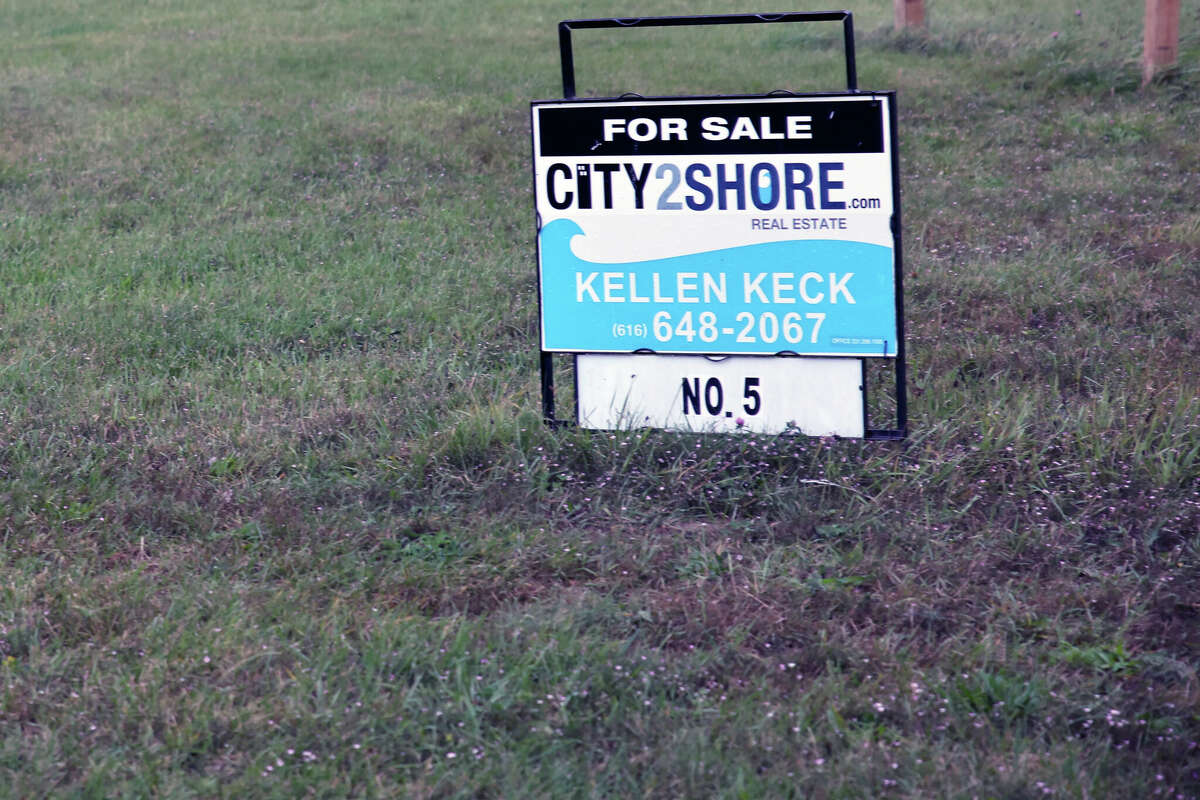 FOR SALE
CITY2SHORE.com
REAL ESTATE
KELLEN KECK
(616) 648-2067
NO. 5